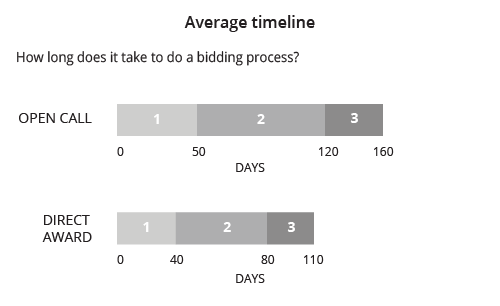 Average timeline
How long does it take to do a bidding process?
OPEN CALL
1 2 3
0 50 120 160
DAYS
DIRECT
AWARD
1 2 3
0 40 80 110
DAYS